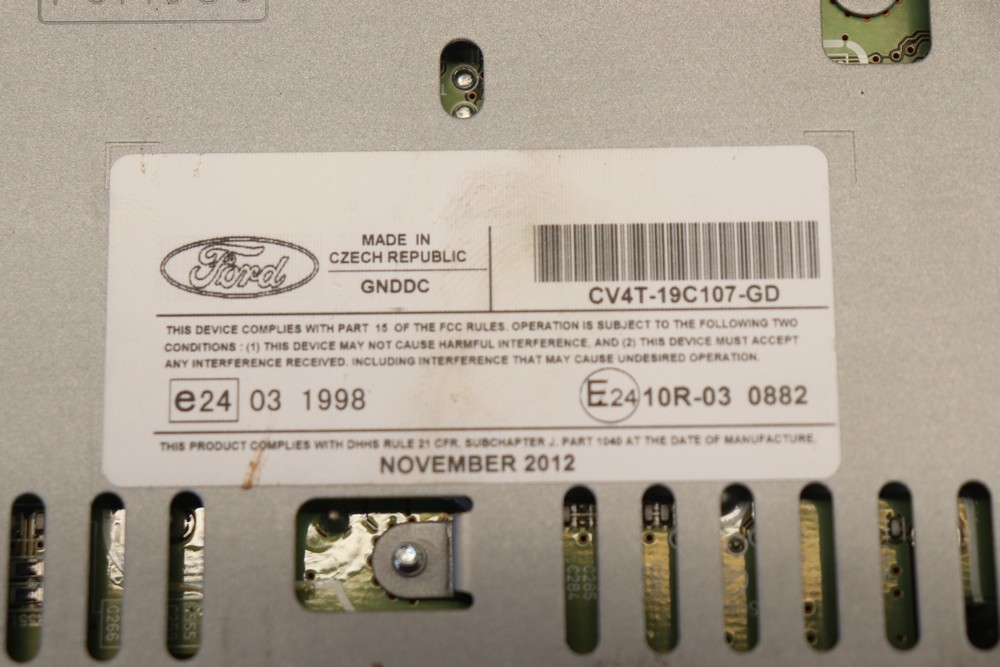 Ford
MADE IN
CZECH REPUBLIC
GNDDC
CV4T-19C107-GD
THIS DEVICE COMPLIES WITH PART 15 OF THE FCC RULES. OPERATION IS SUBJECT TO THE FOLLOWING TWO
CONDITIONS : (1) THIS DEVICE MAY NOT CAUSE HARMFUL INTERFERENCE, AND (2) THIS DEVICE MUST ACCEPT
ANY INTERFERENCE RECEIVED, INCLUDING INTERFERENCE THAT MAY CAUSE UNDESIRED OPERATION.
e24 03 1998
E24 10R-03 0882
THIS PRODUCT COMPLIES WITH DHHS RULE 21 CFR, SUBCHAPTER J, PART 1040 AT THE DATE OF MANUFACTURE.
NOVEMBER 2012
C266
C285
C284